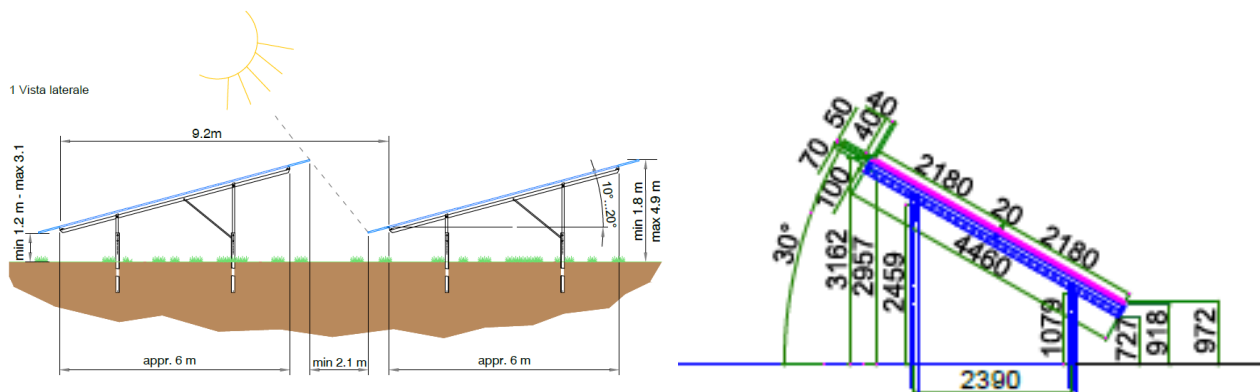 1 Vista laterale
9.2m
min 1.2 m - max 3.1
10°...20°
min 1.8 m
max 4.9 m
appr. 6 m
min 2.1 m
appr. 6 m
50
40
40
70
100
2180
20
2180
4460
30°
3162
2957
2459
1079
727
918
972
2390